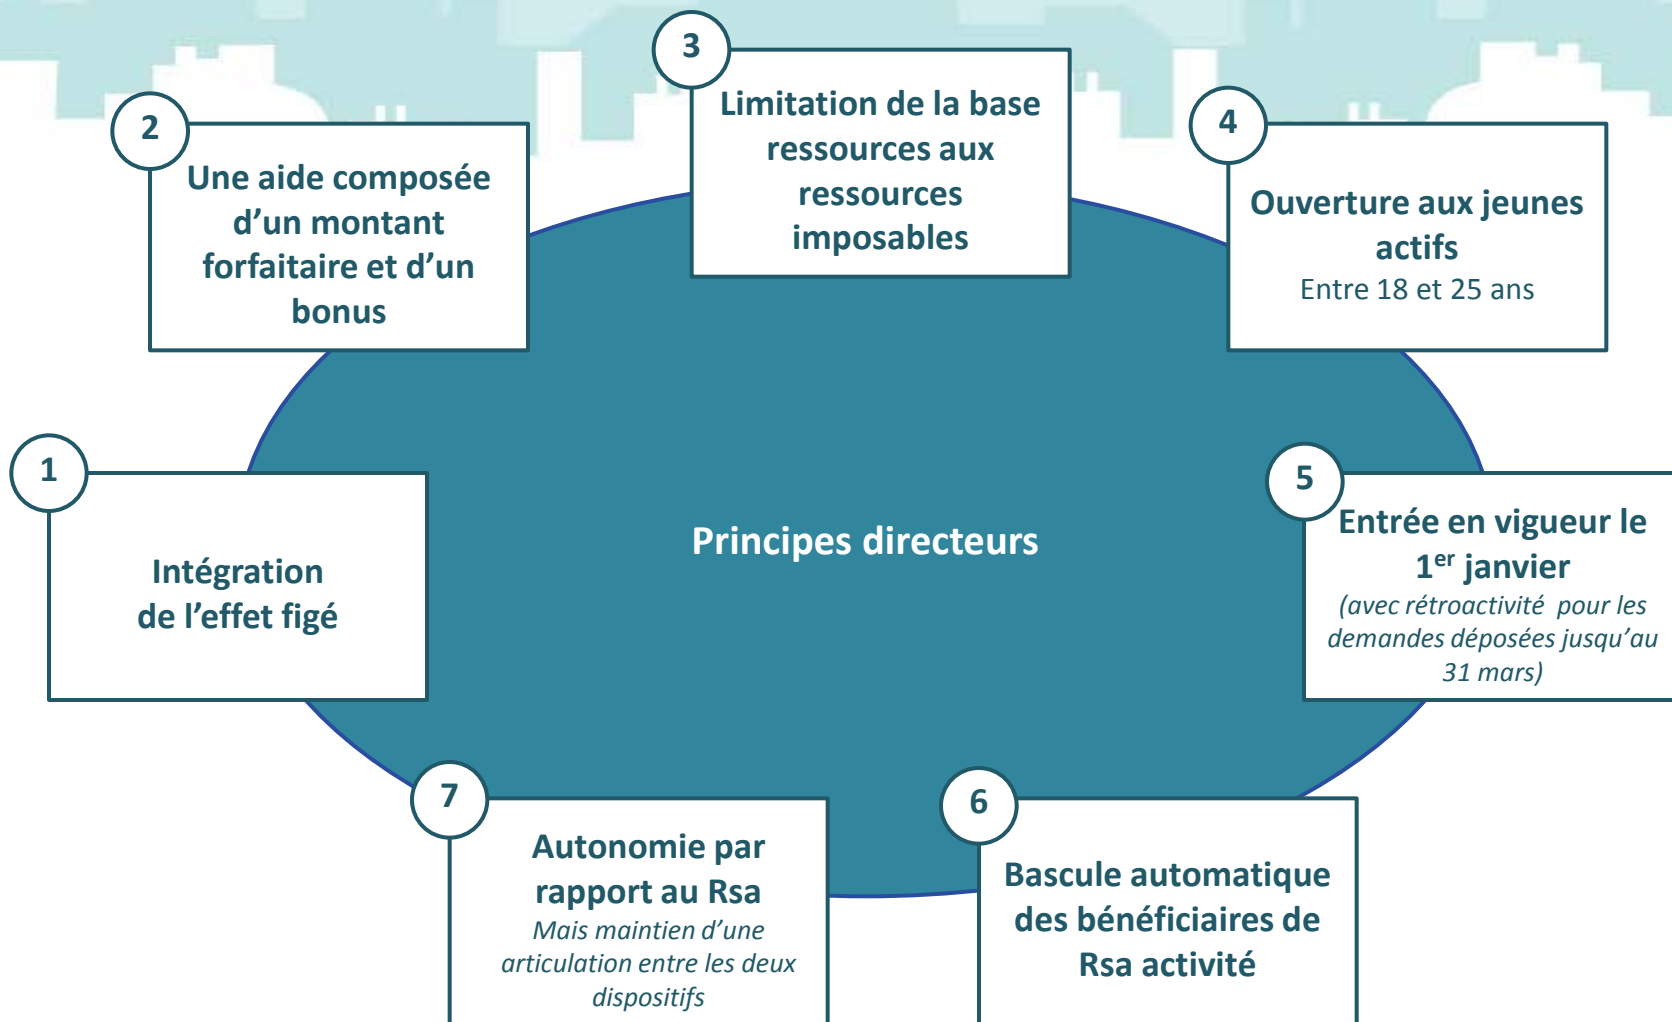 1
Intégration
de l’effet figé
2
Une aide composée
d’un montant
forfaitaire et d’un
bonus
3
Limitation de la base
ressources aux
ressources
imposables
4
Ouverture aux jeunes
actifs
Entre 18 et 25 ans
5
Entrée en vigueur le
1er janvier
(avec rétroactivité pour les
demandes déposées jusqu’au
31 mars)
6
Bascule automatique
des bénéficiaires de
Rsa activité
7
Autonomie par
rapport au Rsa
Mais maintien d’une
articulation entre les deux
dispositifs
Principes directeurs